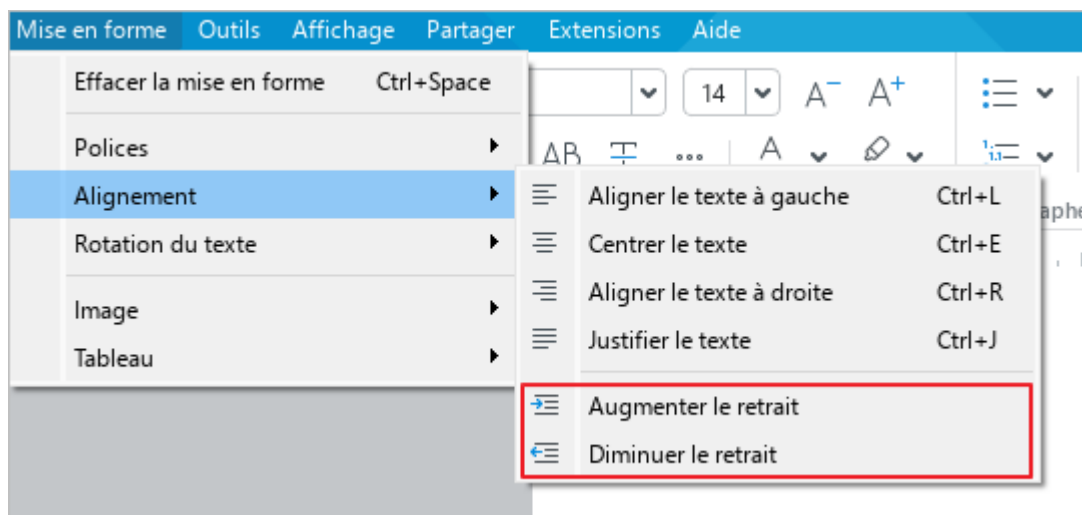 Mise en forme Outils Affichage Partager Extensions Aide
Effacer la mise en forme Ctrl+Space
14 A− A+
Polices
AB T ... A
Alignement
Aligner le texte à gauche Ctrl+L
Rotation du texte
Centrer le texte Ctrl+E
Image
Aligner le texte à droite Ctrl+R
Tableau
Justifier le texte Ctrl+J
Augmenter le retrait
Diminuer le retrait